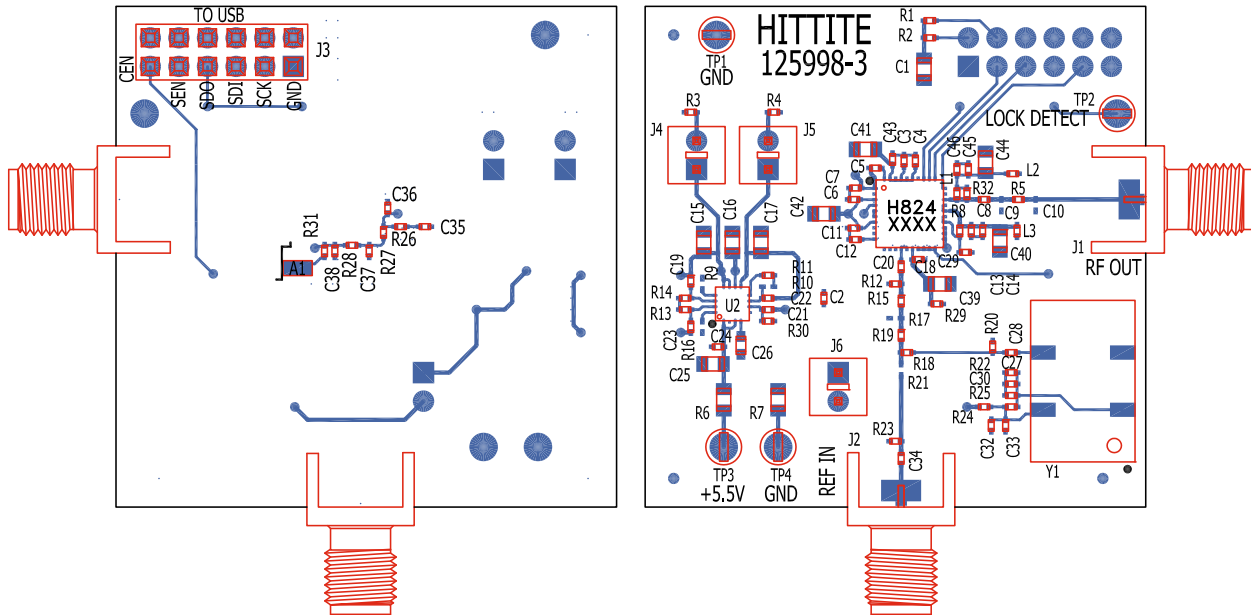 TO USB
J3
CEN
SEN
SDO
SDI
SCK
GND
C36
R31
R26
C35
A1
C38
R28
C37
R27
HITTITE
125998-3
TP1
GND
R1
R2
C1
TP2
LOCK DETECT
R3
R4
J4
J5
C41
C43
C3
C4
C46
C45
C44
C5
C7
C6
L1
L2
R32
R5
H824
XXXX
C42
R8
C8
C9
C10
C11
C12
L3
C40
J1
RF OUT
C15
C16
C17
C20
C18
C29
C13
C14
C19
R9
R11
R10
R12
C39
R14
R13
U2
C22
C21
R30
C2
R15
R29
C23
R16
C24
C26
C25
R17
R19
R20
C28
R18
R22
C27
C30
R25
R21
J6
R24
R6
R7
R23
C32
C33
J2
C34
REF IN
Y1
TP3
+5.5V
TP4
GND